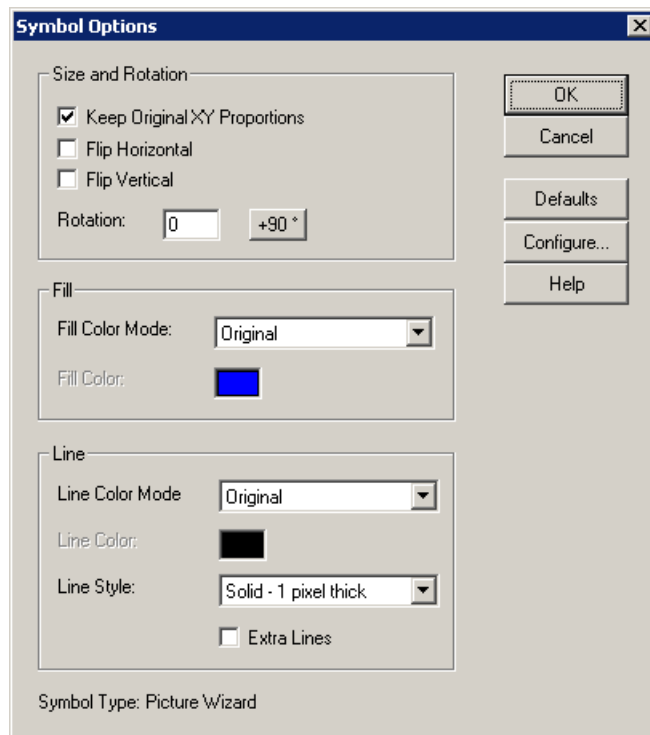 Symbol Options
Size and Rotation
Keep Original XY Proportions
Flip Horizontal
Flip Vertical
Rotation: 0 +90 °
OK
Cancel
Defaults
Configure...
Help
Fill
Fill Color Mode: Original
Fill Color:
Line
Line Color Mode Original
Line Color:
Line Style: Solid - 1 pixel thick
Extra Lines
Symbol Type: Picture Wizard